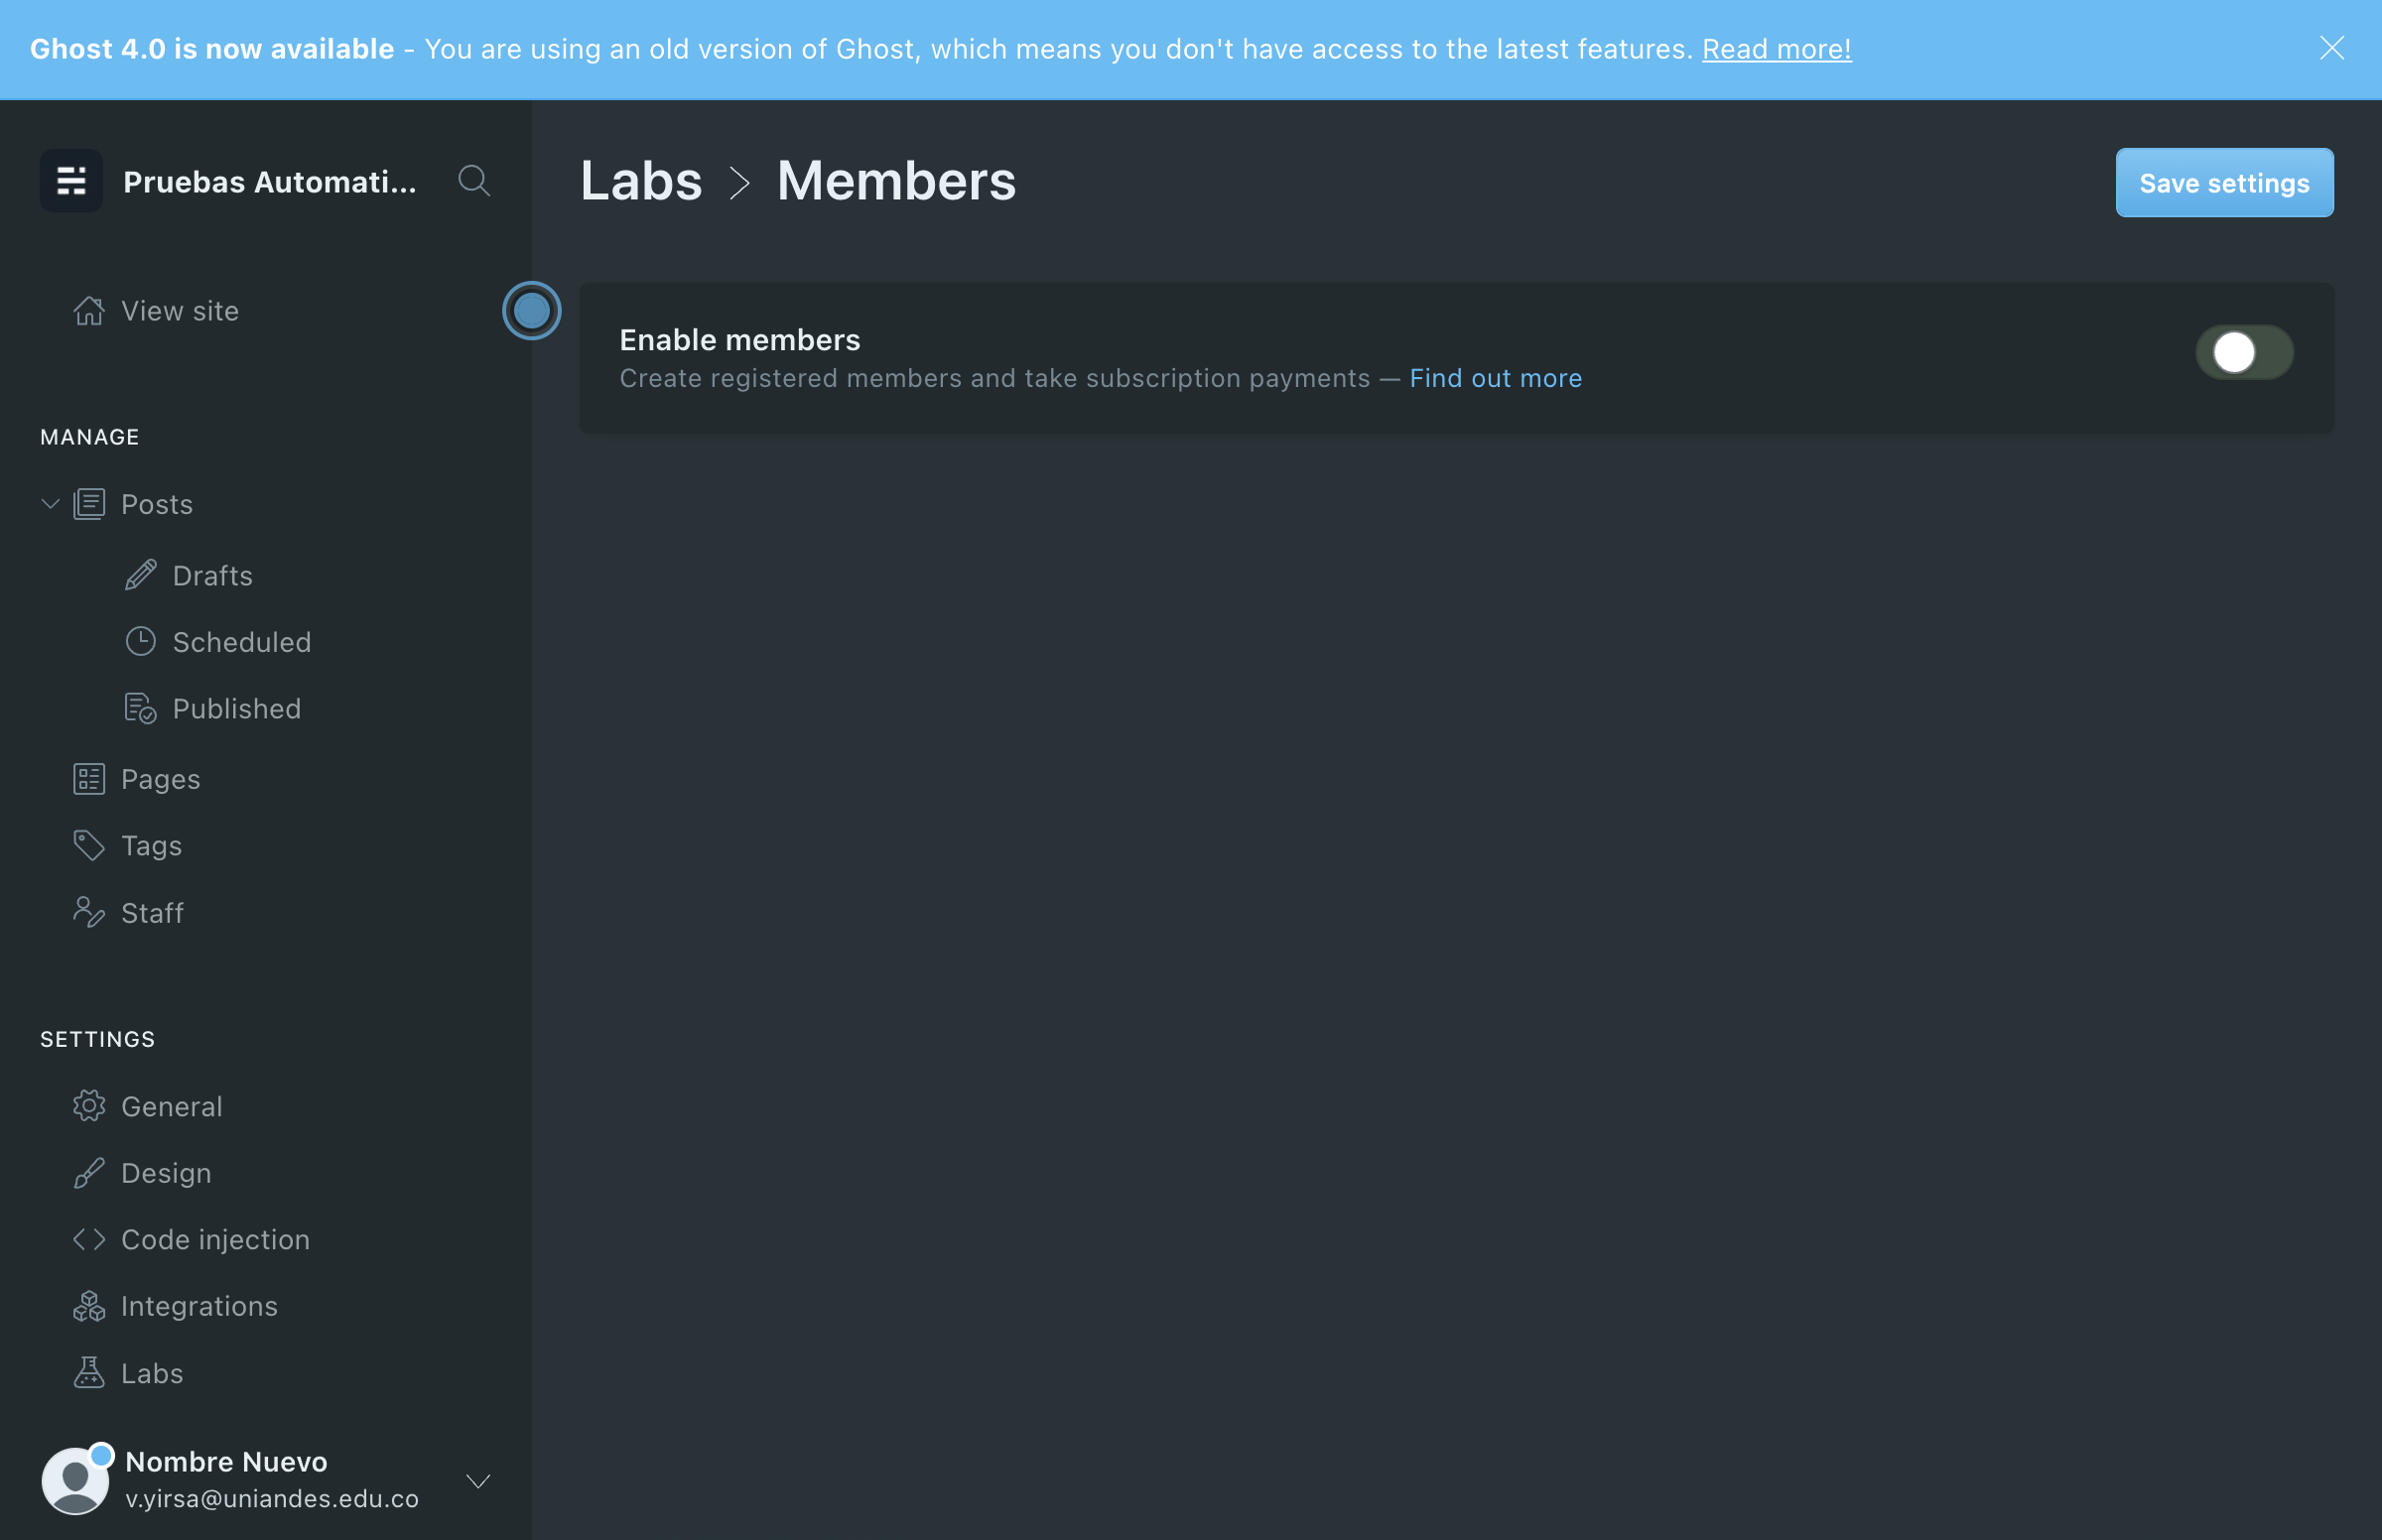 Ghost 4.0 is now available - You are using an old version of Ghost, which means you don't have access to the latest features. Read more!
Pruebas Automati...
View site
MANAGE
Posts
Drafts
Scheduled
Published
Pages
Tags
Staff
SETTINGS
General
Design
Code injection
Integrations
Labs
Nombre Nuevo
v.yirsa@uniandes.edu.co
Labs > Members
Save settings
Enable members
Create registered members and take subscription payments — Find out more